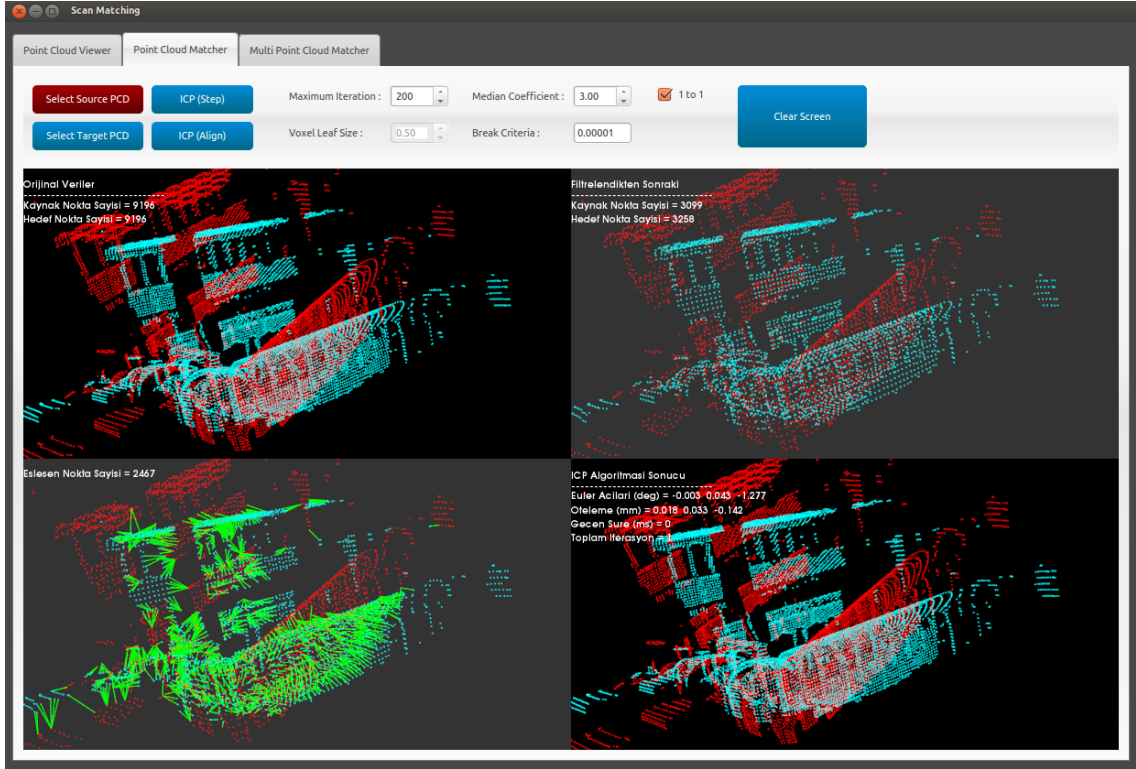 Scan Matching
Point Cloud Viewer
Point Cloud Matcher
Multi Point Cloud Matcher
Select Source PCD
ICP (Step)
Maximum Iteration :
200
Median Coefficient :
3.00
1 to 1
Clear Screen
Select Target PCD
ICP (Align)
Voxel Leaf Size :
0.50
Break Criteria :
0.00001
Orijinal Veriler
Kaynak Nokta Sayisi = 9196
Hedef Nokta Sayisi = 9196
Filtrelendikten Sonraki
Kaynak Nokta Sayisi = 3099
Hedef Nokta Sayisi = 3258
Eslesen Nokta Sayisi = 2467
ICP Algoritmasi Sonucu
Euler Acilari (deg) = -0.003 0.043 -1.277
Oteleme (mm) = 0.018 0.033 -0.142
Gecen Sure (ms) = 0
Toplam Iterasyon = 1